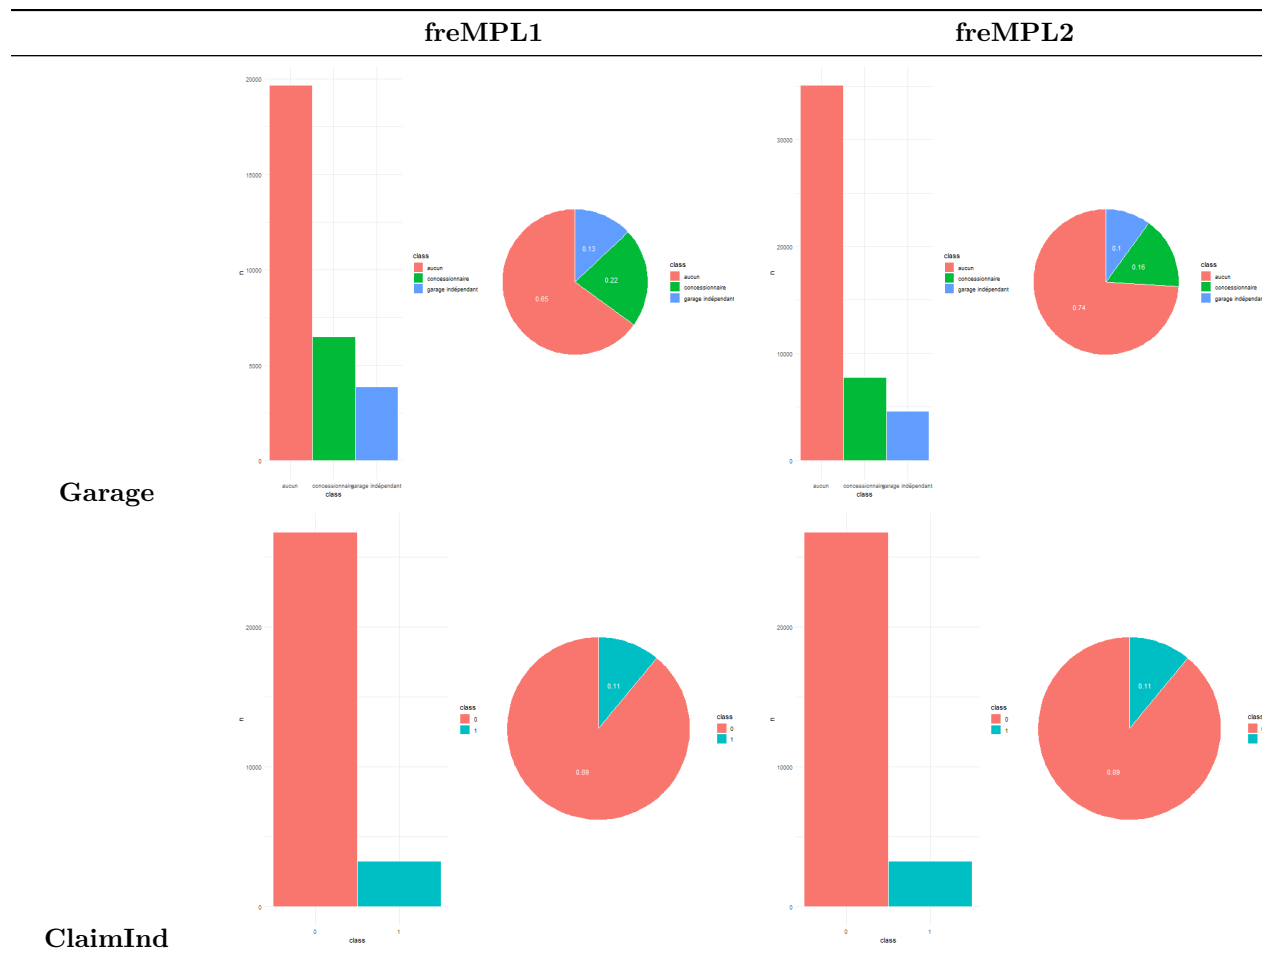 freMPL1 freMPL2
20000
15000
10000
5000
0
n
aucun concessionnaire garage indépendant
class
class
aucun
concessionnaire
garage indépendant
0.13
0.22
0.65
class
aucun
concessionnaire
garage indépendant
30000
20000
10000
0
n
aucun concessionnaire garage indépendant
class
class
aucun
concessionnaire
garage indépendant
0.1
0.16
0.74
class
aucun
concessionnaire
Garage
20000
10000
0
n
0 1
class
class
0
1
0.11
0.89
class
0
1
20000
10000
0
n
0 1
class
class
0
1
0.11
0.89
ClaimInd